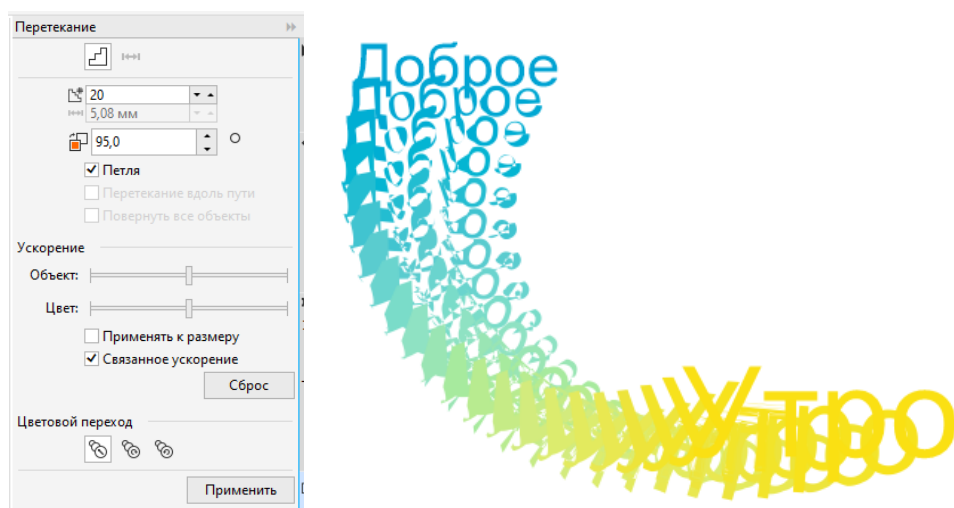 Перетекание
20
5,08 мм
95,0
Петля
Перетекание вдоль пути
Повернуть все объекты
Ускорение
Объект:
Цвет:
Применять к размеру
Связанное ускорение
Сброс
Цветовой переход
Применить
Доброе
Доброе
Утро